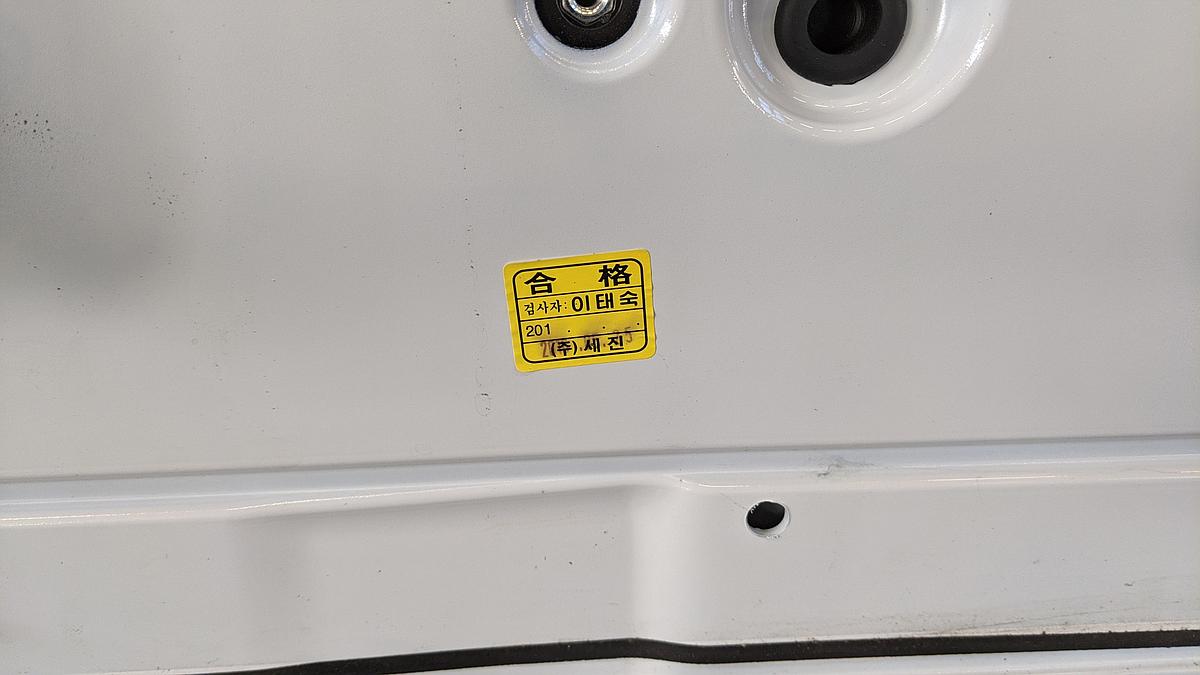 合 格
검사자: 이태숙
201 . . .
(주) 세진